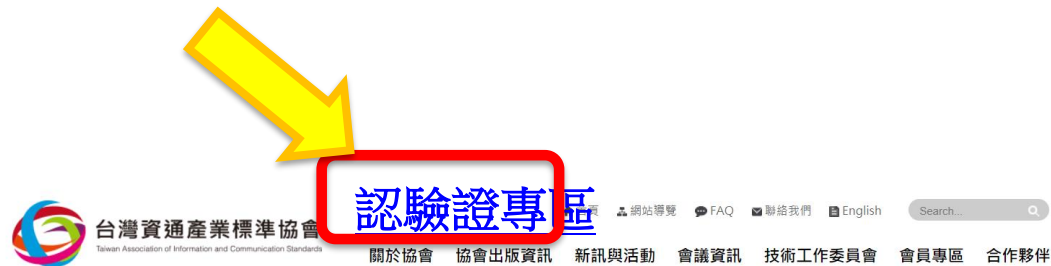 認驗證專區
頁 網站導覽 FAQ 聯絡我們 English Search...
台灣資通產業標準協會
Taiwan Association of Information and Communication Standards
關於協會 協會出版資訊 新訊與活動 會議資訊 技術工作委員會 會員專區 合作夥伴